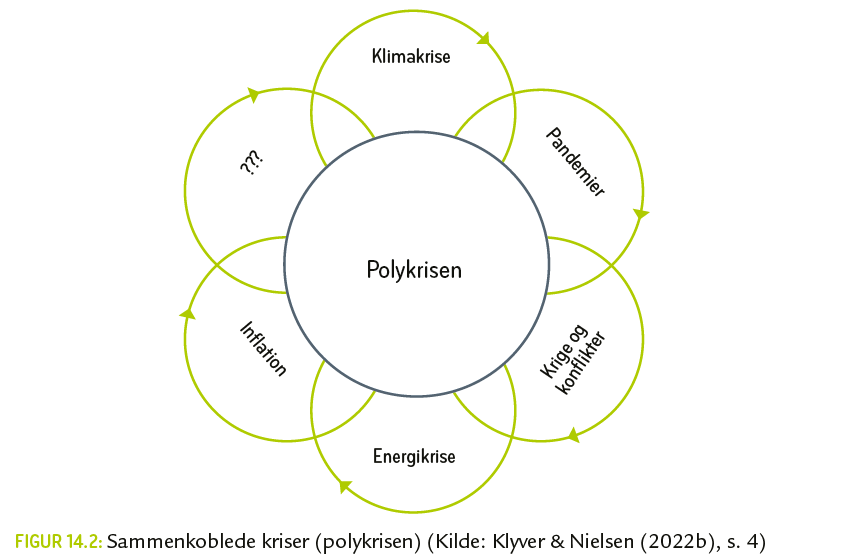 Klimakrise
Pandemier
???
Polykrisen
Inflation
Krige og
konflikter
Energikrise
FIGUR 14.2: Sammenkoblede kriser (polykrisen) (Kilde: Klyver & Nielsen (2022b), s. 4)